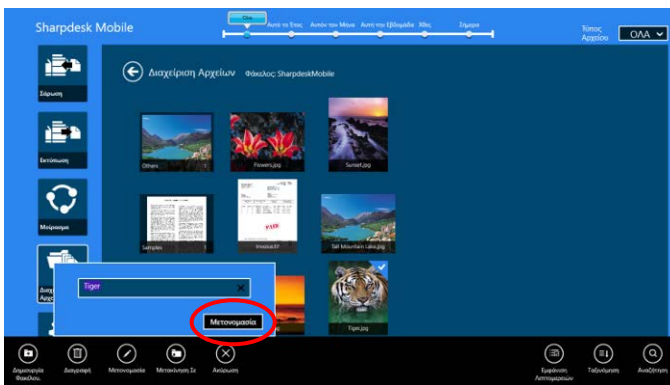 Sharpdesk Mobile
Όλα
Αυτό το Έτος
Αυτόν τον Μήνα
Αυτή την Εβδομάδα
Χθες
Σήμερα
Τύπος
Αρχείου
ΟΛΑ
Διαχείριση Αρχείων
Φάκελος: SharpdeskMobile
Σάρωση
Εκτύπωση
Μοίρασμα
Others
Flowers.jpg
Sunset.jpg
Samples
PAID
Tall Mountain Lake.jpg
Tiger
Μετονομασία
Tiger.jpg
Δημιουργία
Φακέλου.
Διαγραφή
Μετονομασία
Μετακίνηση Σε
Ακύρωση
Εμφάνιση
Λεπτομερειών
Ταξινόμηση
Αναζήτηση